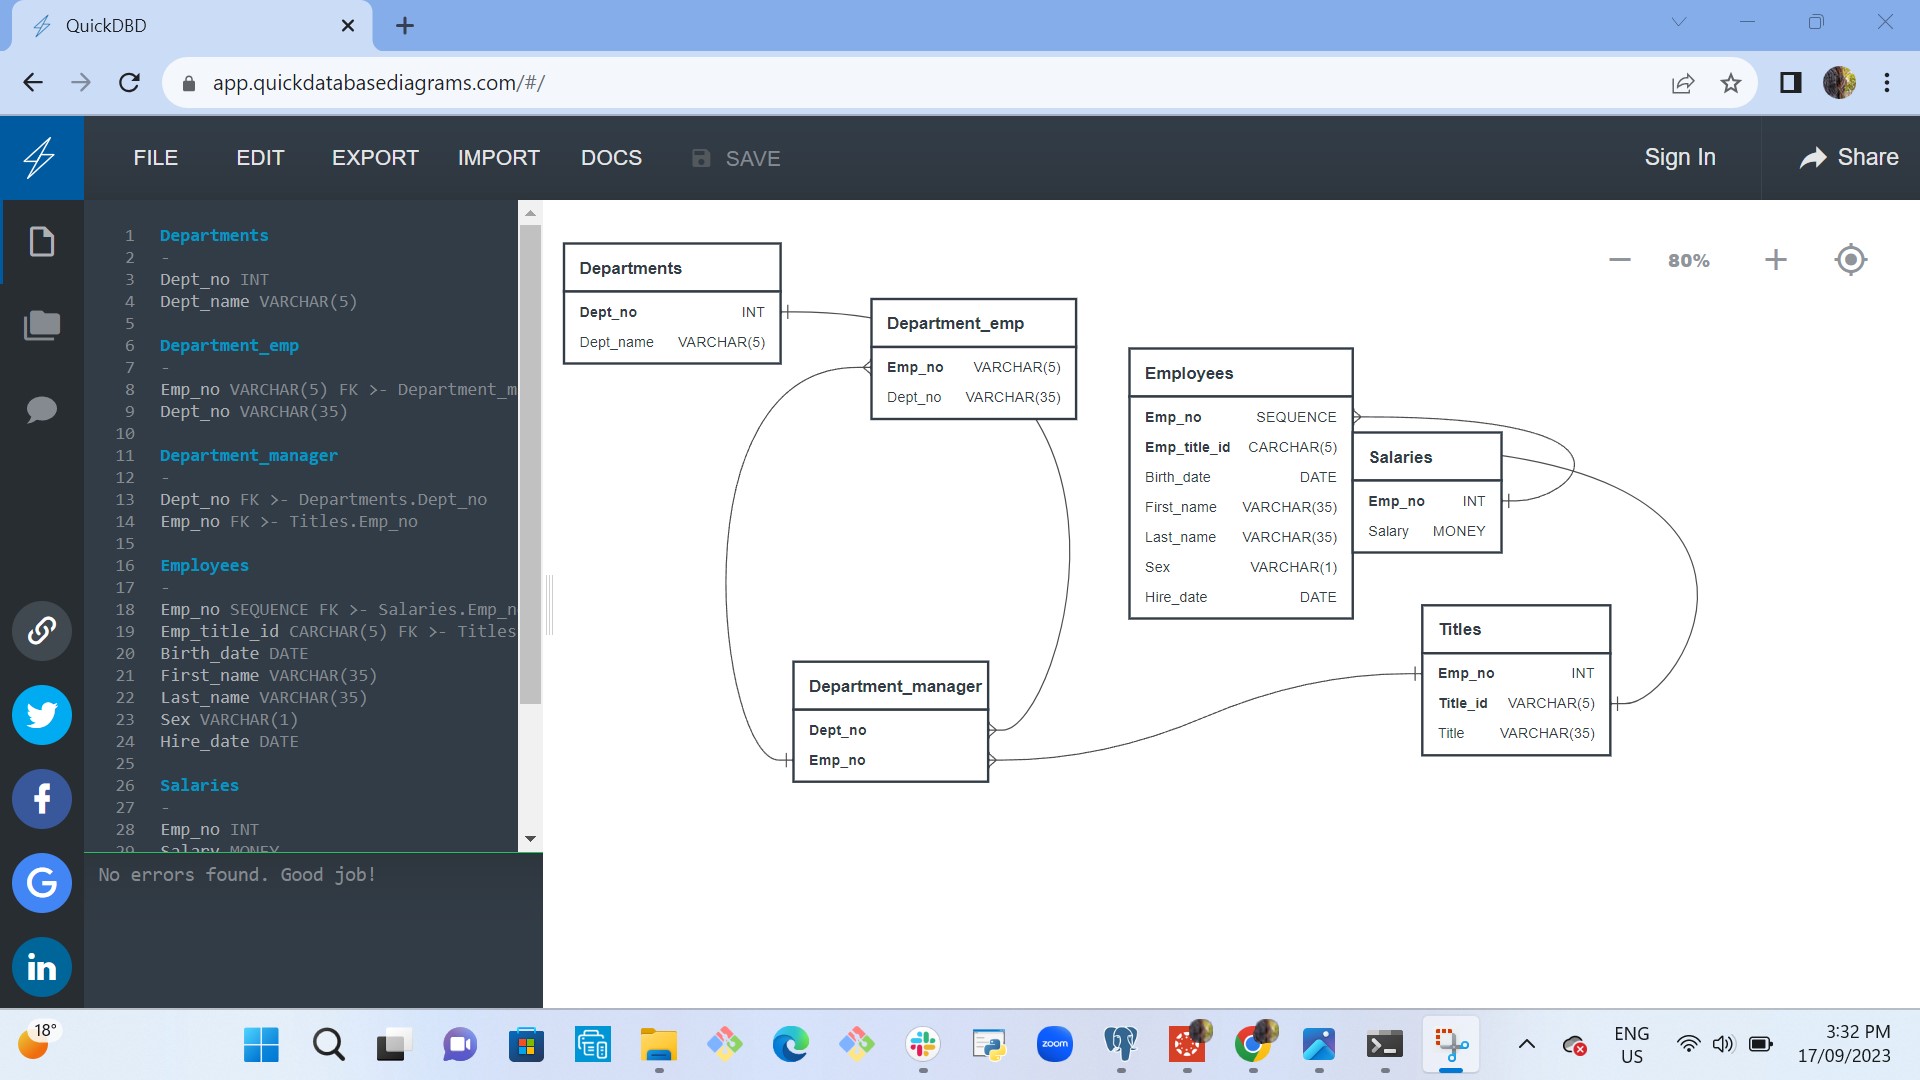 QuickDBD
app.quickdatabasediagrams.com/#/
FILE EDIT EXPORT IMPORT DOCS SAVE Sign In Share
1 Departments
2 -
3 Dept_no INT
4 Dept_name VARCHAR(5)
5
6 Department_emp
7 -
8 Emp_no VARCHAR(5) FK >- Department_m
9 Dept_no VARCHAR(35)
10
11 Department_manager
12 -
13 Dept_no FK >- Departments.Dept_no
14 Emp_no FK >- Titles.Emp_no
15
16 Employees
17 -
18 Emp_no SEQUENCE FK >- Salaries.Emp_n
19 Emp_title_id CARCHAR(5) FK >- Titles
20 Birth_date DATE
21 First_name VARCHAR(35)
22 Last_name VARCHAR(35)
23 Sex VARCHAR(1)
24 Hire_date DATE
25
26 Salaries
27 -
28 Emp_no INT
29 Salary MONEY
No errors found. Good job!
80%
Departments
Dept_no INT
Dept_name VARCHAR(5)
Department_emp
Emp_no VARCHAR(5)
Dept_no VARCHAR(35)
Employees
Emp_no SEQUENCE
Emp_title_id CARCHAR(5)
Birth_date DATE
First_name VARCHAR(35)
Last_name VARCHAR(35)
Sex VARCHAR(1)
Hire_date DATE
Salaries
Emp_no INT
Salary MONEY
Titles
Emp_no INT
Title_id VARCHAR(5)
Title VARCHAR(35)
Department_manager
Dept_no
Emp_no
18°
zoom
ENG
US
3:32 PM
17/09/2023